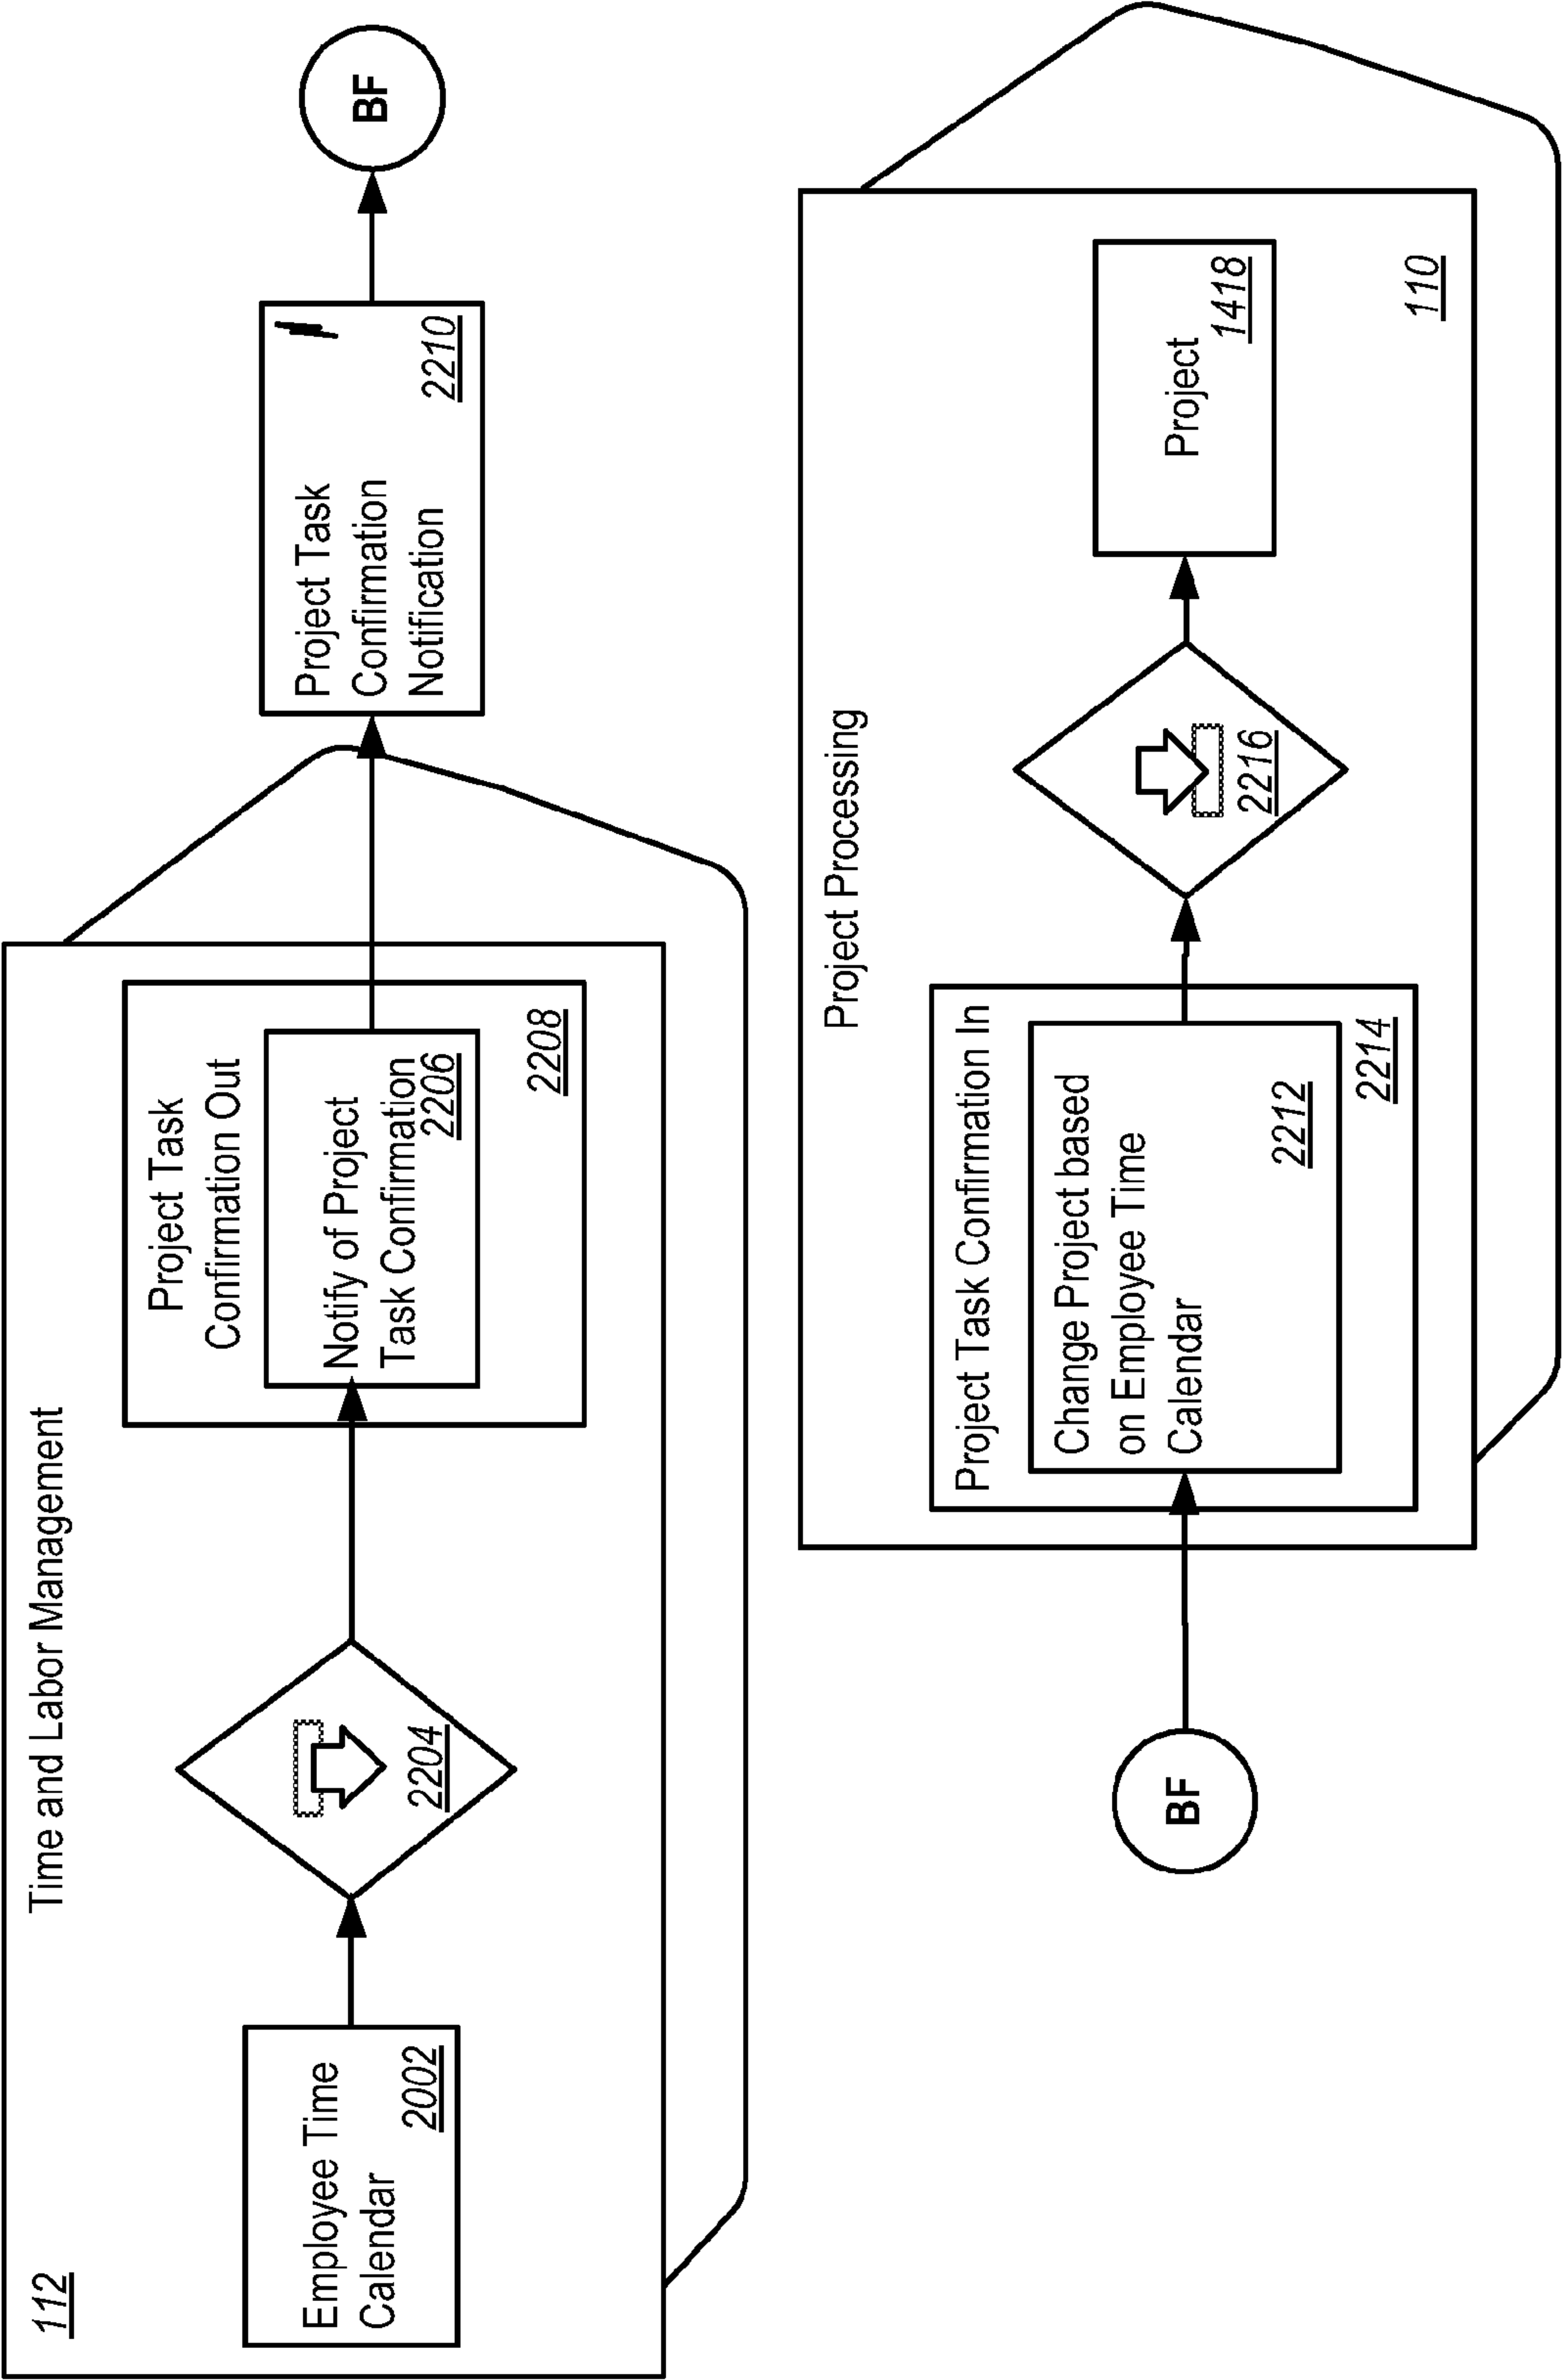 112
Time and Labor Management
Employee Time
Calendar
2002
2204
Project Task
Confirmation Out
Notify of Project
Task Confirmation
2206
2208
Project Task
Confirmation
Notification
2210
BF
BF
Project Processing
Project Task Confirmation In
Change Project based
on Employee Time
Calendar
2212
2214
2216
Project
1418
110